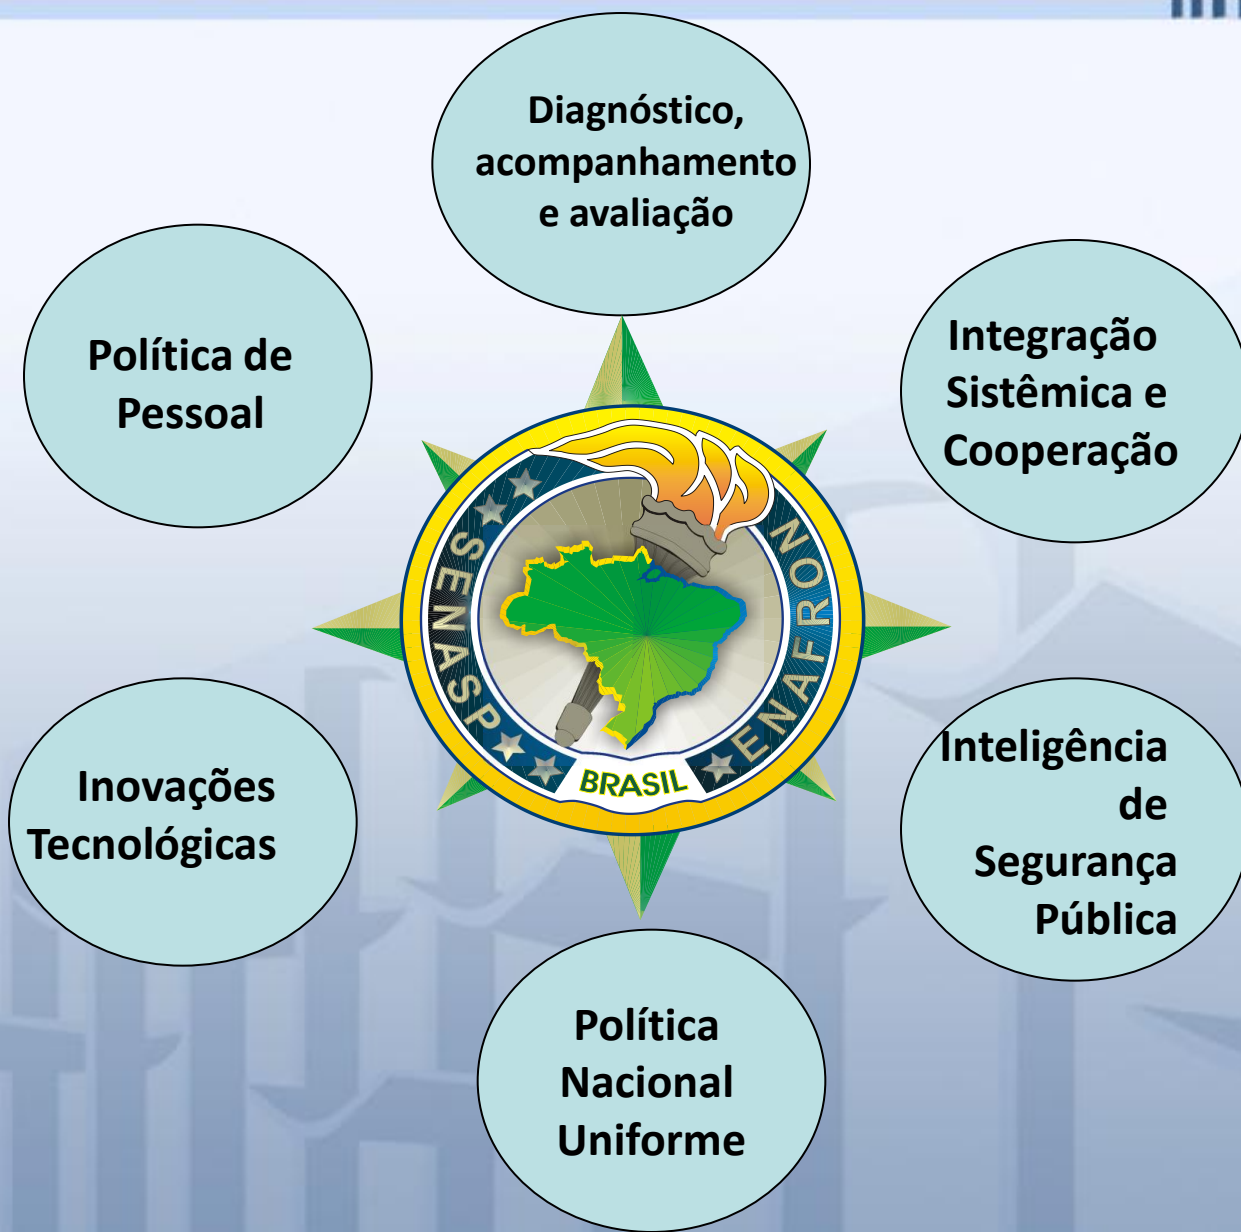 Diagnóstico,
acompanhamento
e avaliação
Política de
Pessoal
Integração
Sistêmica e
Cooperação
SENASP
ENAFRON
BRASIL
Inovações
Tecnológicas
Inteligência
de
Segurança
Pública
Política
Nacional
Uniforme